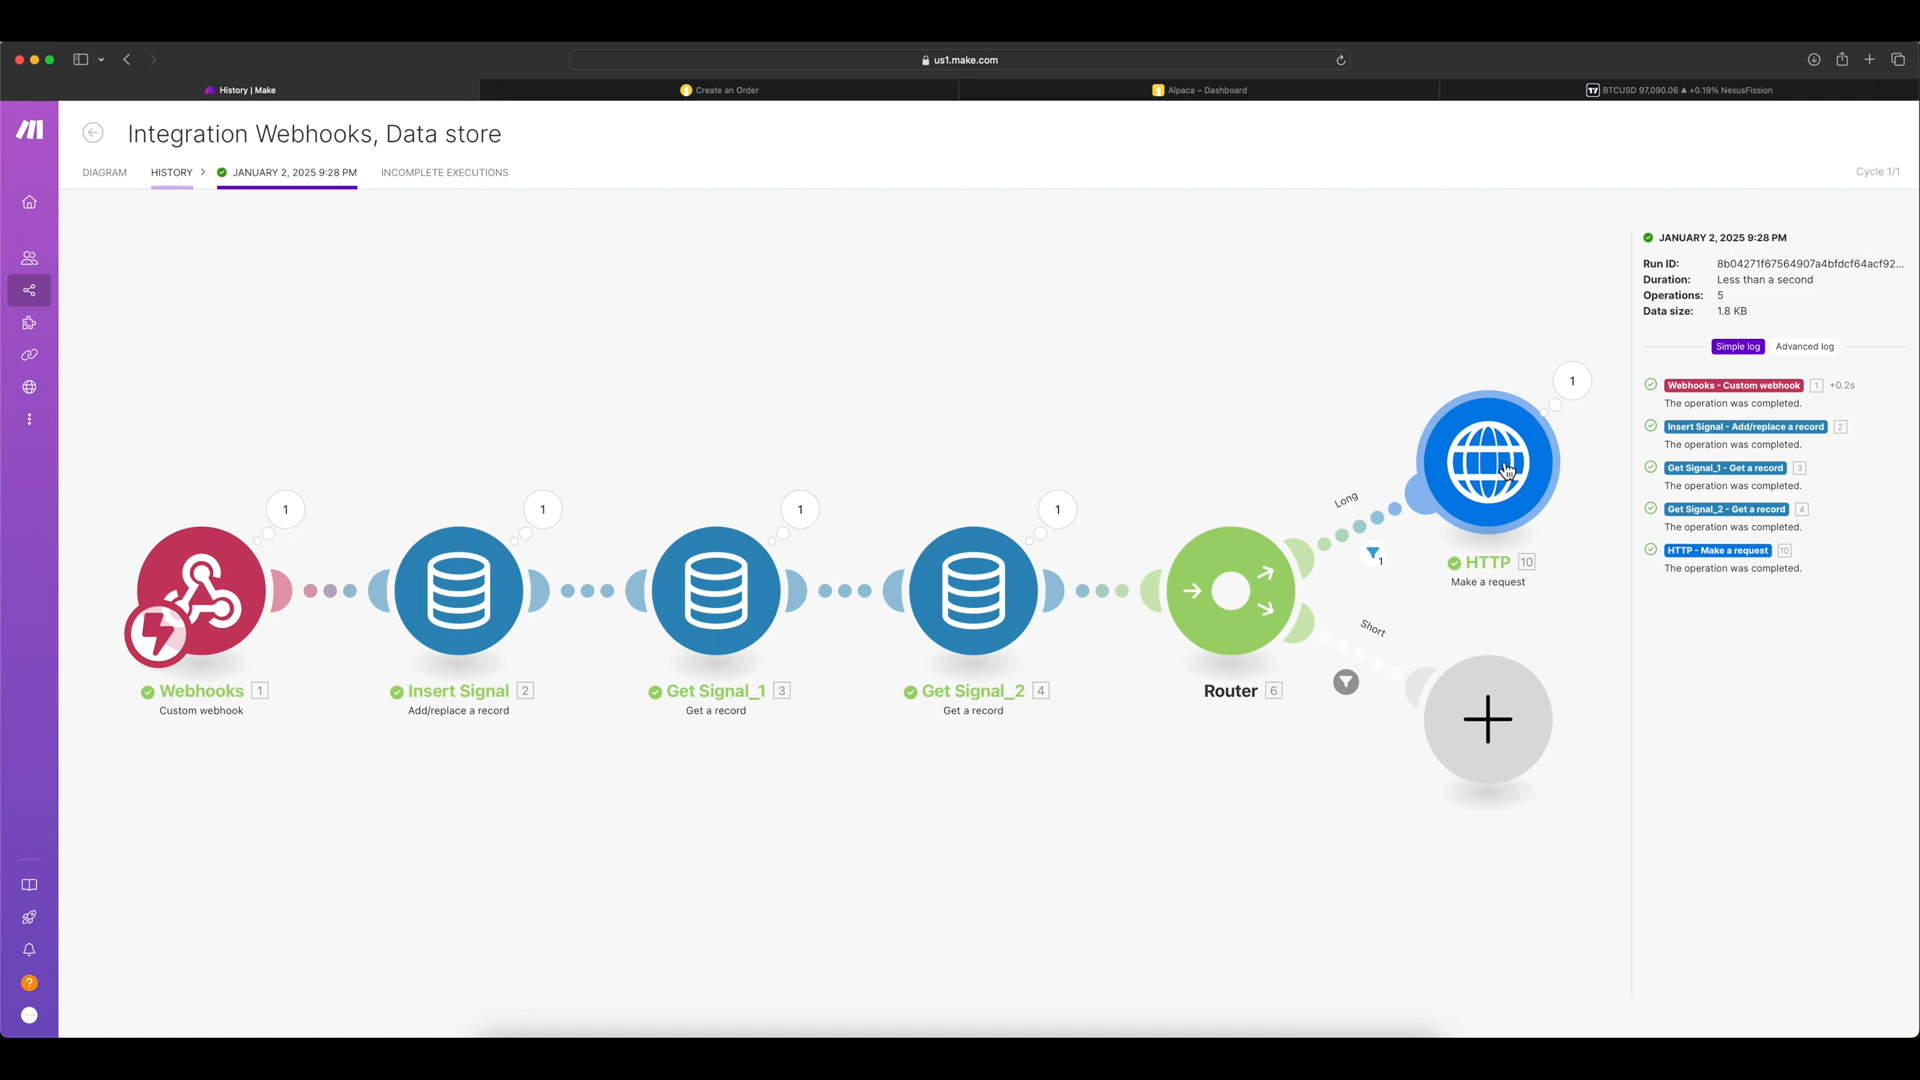 us1.make.com
History | Make
Create an Order
Alpaca – Dashboard
BTCUSD 97,090.06 ▲ +0.19% NexusFission
Integration Webhooks, Data store
DIAGRAM
HISTORY
JANUARY 2, 2025 9:28 PM
INCOMPLETE EXECUTIONS
Cycle 1/1
JANUARY 2, 2025 9:28 PM
Run ID: 8b04271f67564907a4bfdcf64acf92...
Duration: Less than a second
Operations: 5
Data size: 1.8 KB
Simple log Advanced log
Webhooks - Custom webhook 1 +0.2s
The operation was completed.
Insert Signal - Add/replace a record 2
The operation was completed.
Get Signal_1 - Get a record 3
The operation was completed.
Get Signal_2 - Get a record 4
The operation was completed.
HTTP - Make a request 10
The operation was completed.
1
1
1
1
1
Long
1
Short
HTTP 10
Make a request
Webhooks 1
Custom webhook
Insert Signal 2
Add/replace a record
Get Signal_1 3
Get a record
Get Signal_2 4
Get a record
Router 6